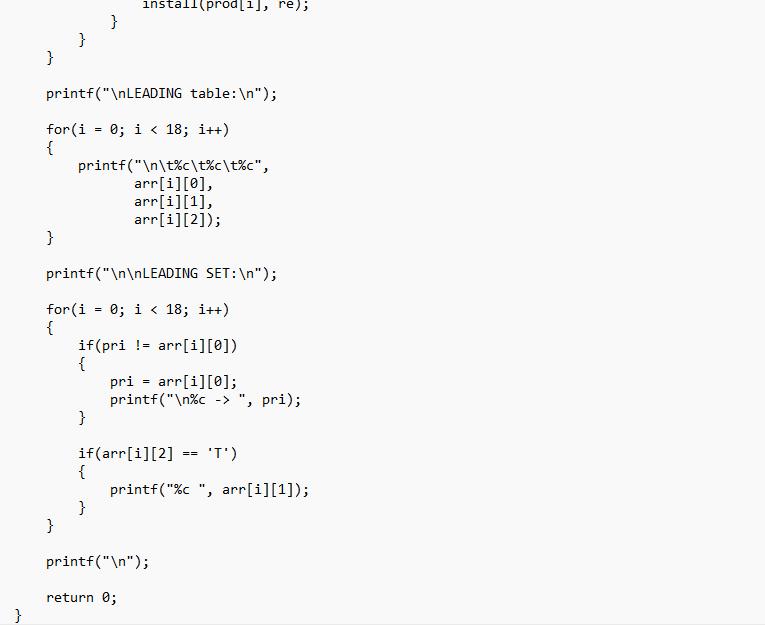 install(prod[i], re);
}
}
}
printf("\nLEADING table:\n");
for(i = 0; i < 18; i++)
{
printf("\n\t%c\t%c\t%c",
arr[i][0],
arr[i][1],
arr[i][2]);
}
printf("\n\nLEADING SET:\n");
for(i = 0; i < 18; i++)
{
if(pri != arr[i][0])
{
pri = arr[i][0];
printf("\n%c -> ", pri);
}
if(arr[i][2] == 'T')
{
printf("%c ", arr[i][1]);
}
}
printf("\n");
return 0;
}